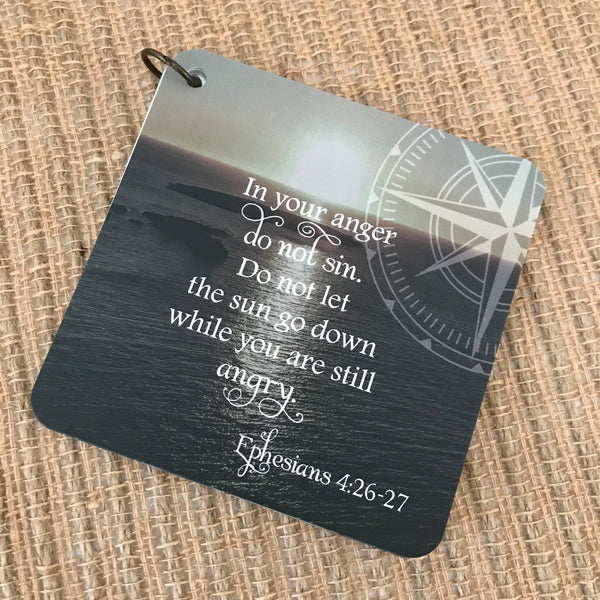 In your anger
do not sin.
Do not let
the sun go down
while you are still
angry.
Ephesians 4:26-27